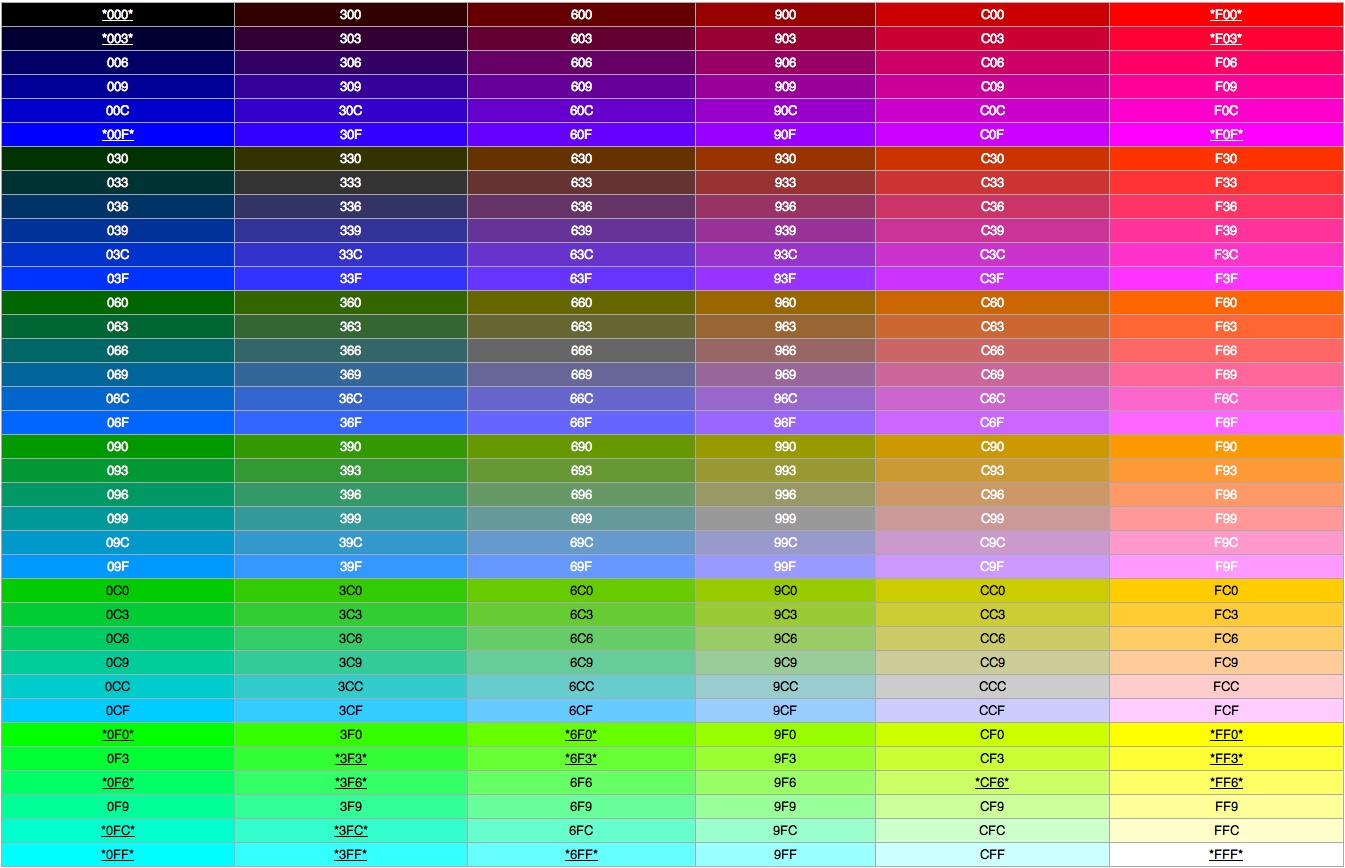 *000* 300 600 900 C00 *F00*
*003* 303 603 903 C03 *F03*
006 306 606 906 C06 F06
009 309 609 909 C09 F09
00C 30C 60C 90C C0C F0C
*00F* 30F 60F 90F C0F *F0F*
030 330 630 930 C30 F30
033 333 633 933 C33 F33
036 336 636 936 C36 F36
039 339 639 939 C39 F39
03C 33C 63C 93C C3C F3C
03F 33F 63F 93F C3F F3F
060 360 660 960 C60 F60
063 363 663 963 C63 F63
066 366 666 966 C66 F66
069 369 669 969 C69 F69
06C 36C 66C 96C C6C F6C
06F 36F 66F 96F C6F F6F
090 390 690 990 C90 F90
093 393 693 993 C93 F93
096 396 696 996 C96 F96
099 399 699 999 C99 F99
09C 39C 69C 99C C9C F9C
09F 39F 69F 99F C9F F9F
0C0 3C0 6C0 9C0 CC0 FC0
0C3 3C3 6C3 9C3 CC3 FC3
0C6 3C6 6C6 9C6 CC6 FC6
0C9 3C9 6C9 9C9 CC9 FC9
0CC 3CC 6CC 9CC CCC FCC
0CF 3CF 6CF 9CF CCF FCF
*0F0* 3F0 *6F0* 9F0 CF0 *FF0*
0F3 *3F3* *6F3* 9F3 CF3 *FF3*
*0F6* *3F6* 6F6 9F6 *CF6* *FF6*
0F9 3F9 6F9 9F9 CF9 FF9
*0FC* *3FC* 6FC 9FC CFC FFC
*0FF* *3FF* *6FF* 9FF CFF *FFF*